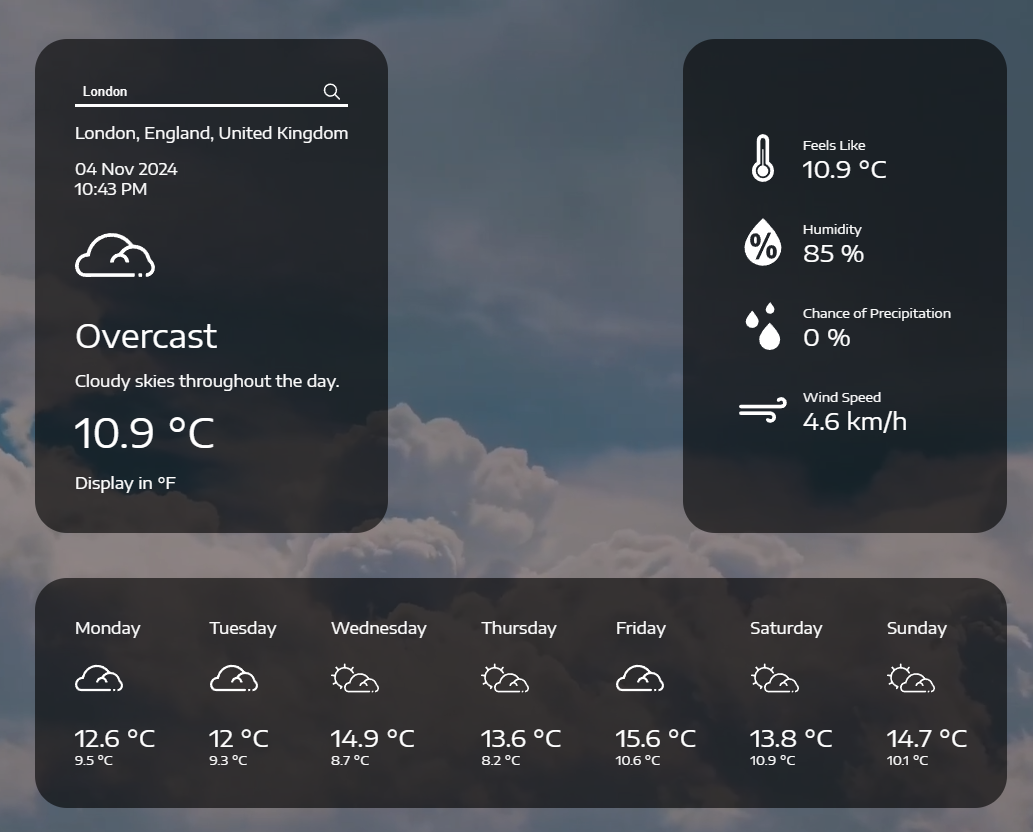 London
London, England, United Kingdom
04 Nov 2024
10:43 PM
Overcast
Cloudy skies throughout the day.
10.9 °C
Display in °F
Feels Like
10.9 °C
Humidity
%
85 %
Chance of Precipitation
0 %
Wind Speed
4.6 km/h
Monday
12.6 °C
9.5 °C
Tuesday
12 °C
9.3 °C
Wednesday
14.9 °C
8.7 °C
Thursday
13.6 °C
8.2 °C
Friday
15.6 °C
10.6 °C
Saturday
13.8 °C
10.9 °C
Sunday
14.7 °C
10.1 °C